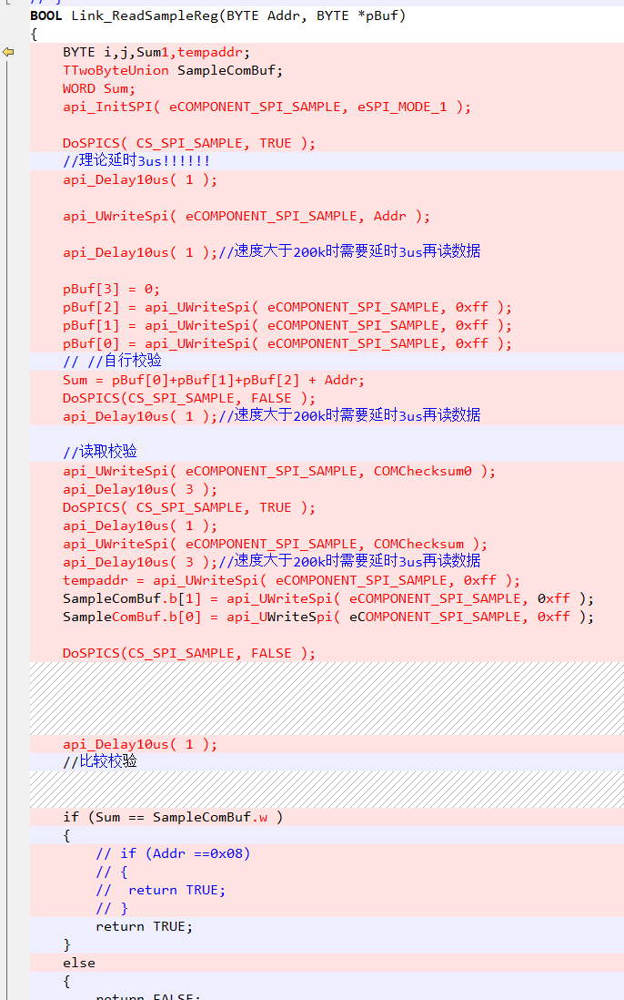 BOOL Link_ReadSampleReg(BYTE Addr, BYTE *pBuf)
{
BYTE i,j,Sum1,tempaddr;
TTwoByteUnion SampleComBuf;
WORD Sum;
api_InitSPI( eCOMPONENT_SPI_SAMPLE, eSPI_MODE_1 );
DoSPICS( CS_SPI_SAMPLE, TRUE );
//理论延时3us!!!!!!
api_Delay10us( 1 );
api_UWriteSpi( eCOMPONENT_SPI_SAMPLE, Addr );
api_Delay10us( 1 );//速度大于200k时需要延时3us再读数据
pBuf[3] = 0;
pBuf[2] = api_UWriteSpi( eCOMPONENT_SPI_SAMPLE, 0xff );
pBuf[1] = api_UWriteSpi( eCOMPONENT_SPI_SAMPLE, 0xff );
pBuf[0] = api_UWriteSpi( eCOMPONENT_SPI_SAMPLE, 0xff );
// //自行校验
Sum = pBuf[0]+pBuf[1]+pBuf[2] + Addr;
DoSPICS(CS_SPI_SAMPLE, FALSE );
api_Delay10us( 1 );//速度大于200k时需要延时3us再读数据
//读取校验
api_UWriteSpi( eCOMPONENT_SPI_SAMPLE, COMChecksum0 );
api_Delay10us( 3 );
DoSPICS( CS_SPI_SAMPLE, TRUE );
api_Delay10us( 1 );
api_UWriteSpi( eCOMPONENT_SPI_SAMPLE, COMChecksum );
api_Delay10us( 3 );//速度大于200k时需要延时3us再读数据
tempaddr = api_UWriteSpi( eCOMPONENT_SPI_SAMPLE, 0xff );
SampleComBuf.b[1] = api_UWriteSpi( eCOMPONENT_SPI_SAMPLE, 0xff );
SampleComBuf.b[0] = api_UWriteSpi( eCOMPONENT_SPI_SAMPLE, 0xff );
DoSPICS(CS_SPI_SAMPLE, FALSE );
api_Delay10us( 1 );
//比较校验
if (Sum == SampleComBuf.w )
{
// if (Addr ==0x08)
// {
//  return TRUE;
// }
return TRUE;
}
else
{
return FALSE;